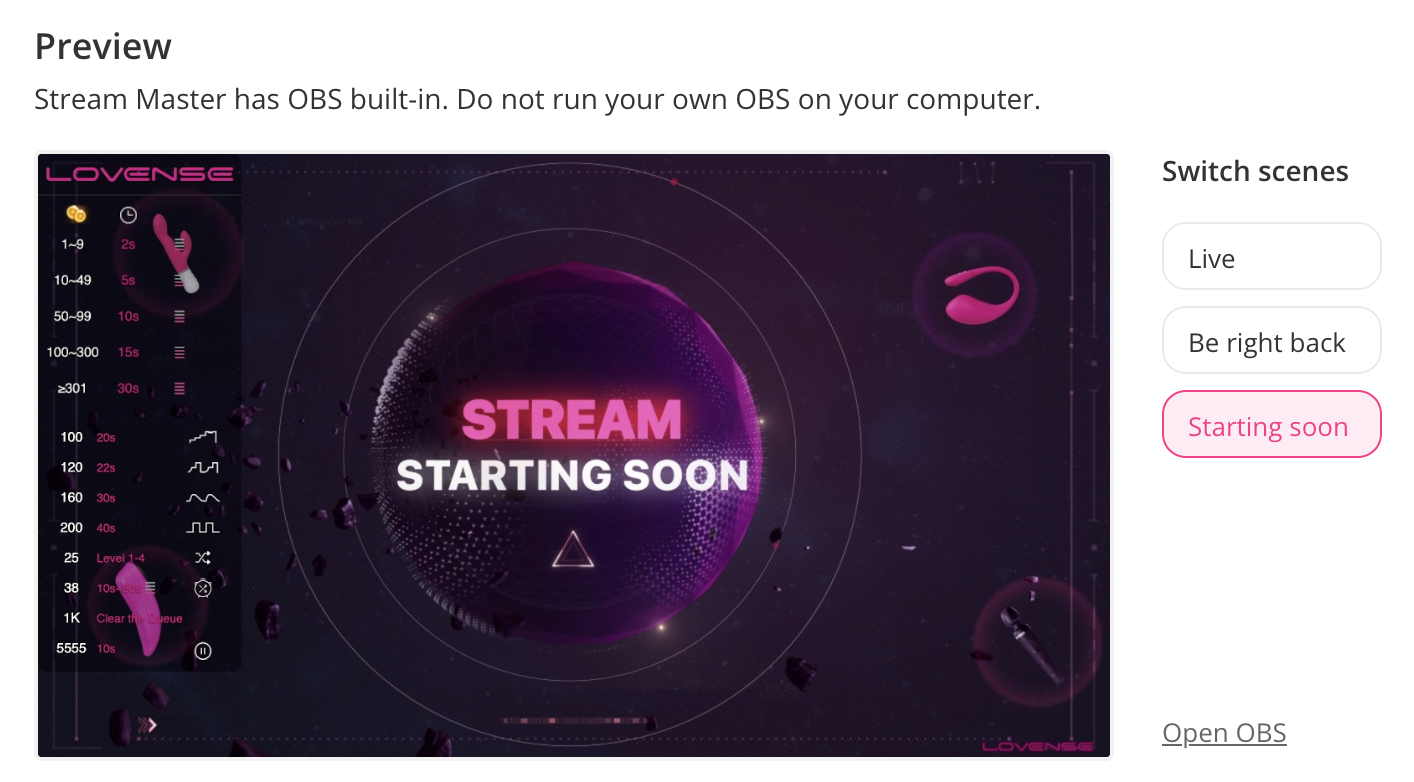 Preview
Stream Master has OBS built-in. Do not run your own OBS on your computer.
LOVENSE
1~9 2s
10~49 5s
50~99 10s
100~300 15s
≥301 30s
100 20s
120 22s
160 30s
200 40s
25 Level 1-4
38
1K Clear the Queue
5555 10s
STREAM
STARTING SOON
LOVENSE
Switch scenes
Live
Be right back
Starting soon
Open OBS